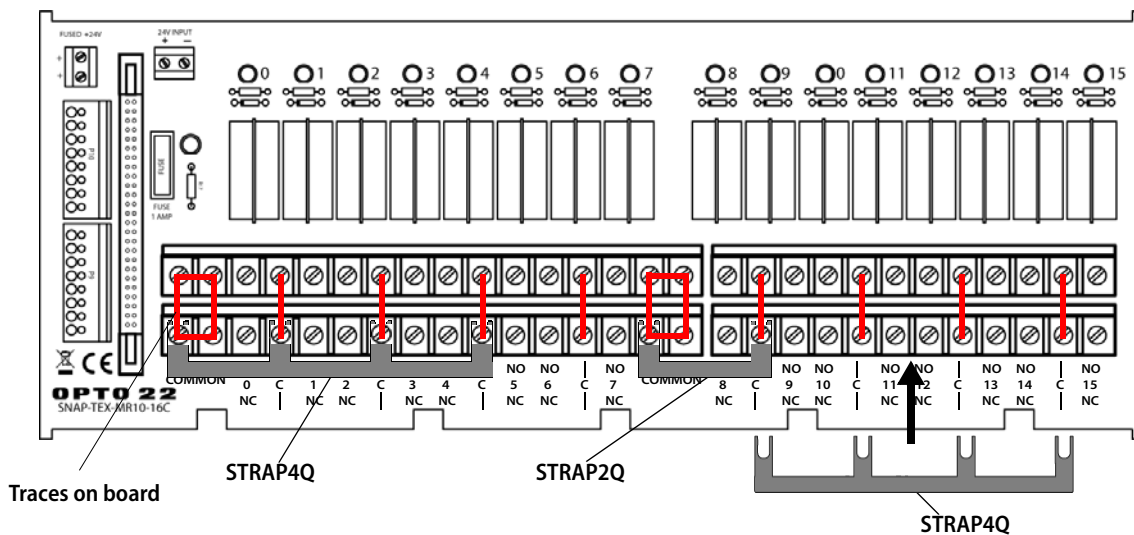 FUSED +24V
24V INPUT
+ −
+
+
0 1 2 3 4 5 6 7 8 9 0 11 12 13 14 15
P10
FUSE
FUSE
1 AMP
NO NO NO NO NO NO NO NO NO
COMMON 0 C 1 2 C 3 4 C 5 6 C 7 COMMON 8 C 9 10 C 11 12 C 13 14 C 15
NC NC NC NC NC NC NC NC NC NC NC NC NC NC NC NC
CE
OPTO 22
SNAP-TEX-MR10-16C
Traces on board
STRAP4Q
STRAP2Q
STRAP4Q